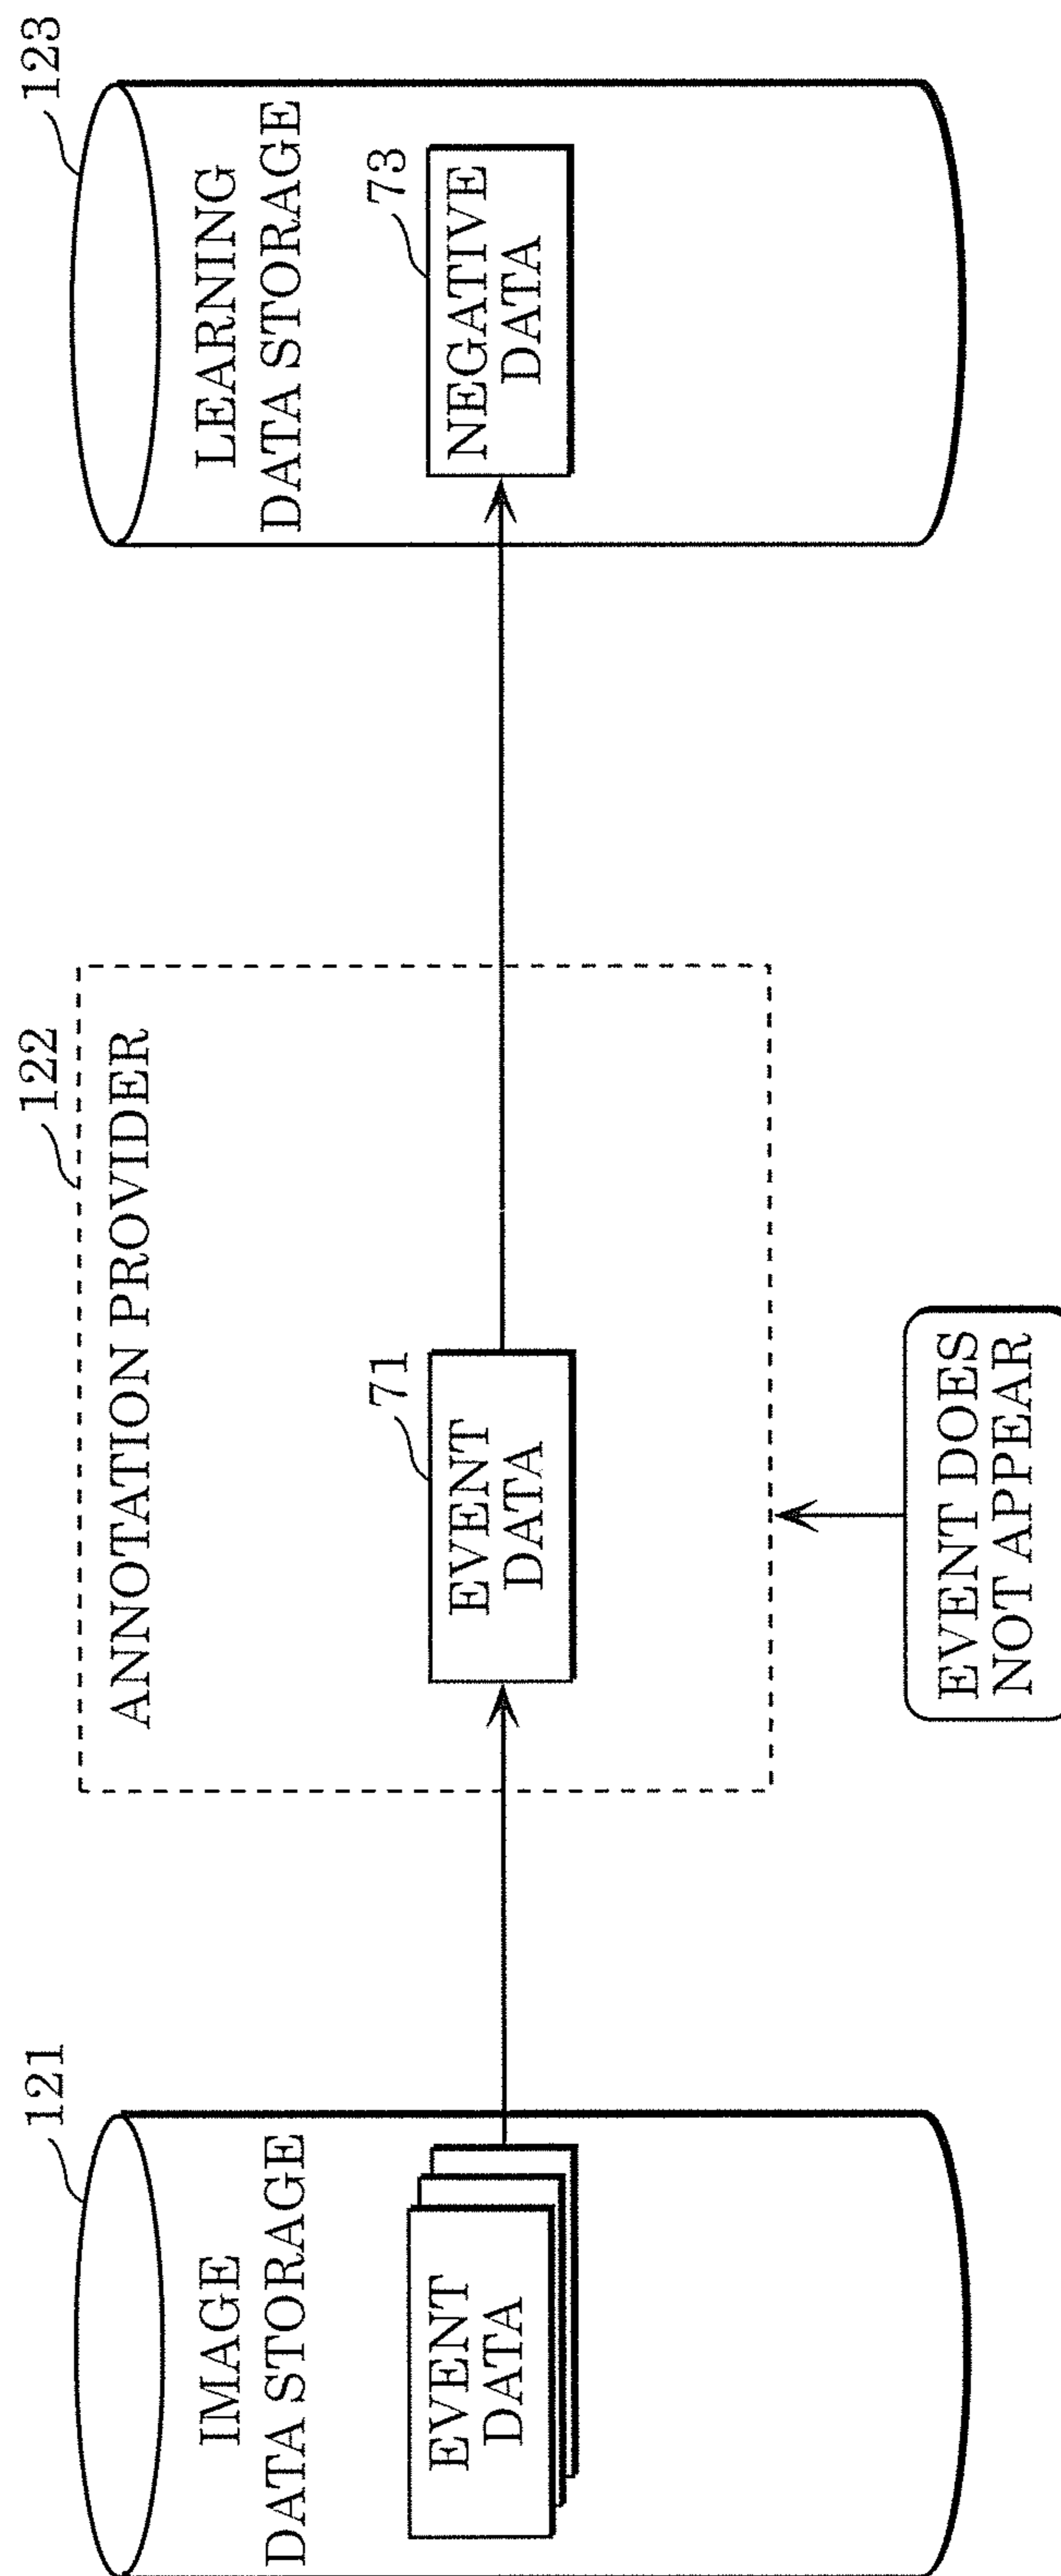 121
IMAGE
DATA STORAGE
EVENT
DATA
122
ANNOTATION PROVIDER
71
EVENT
DATA
EVENT DOES
NOT APPEAR
123
LEARNING
DATA STORAGE
73
NEGATIVE
DATA